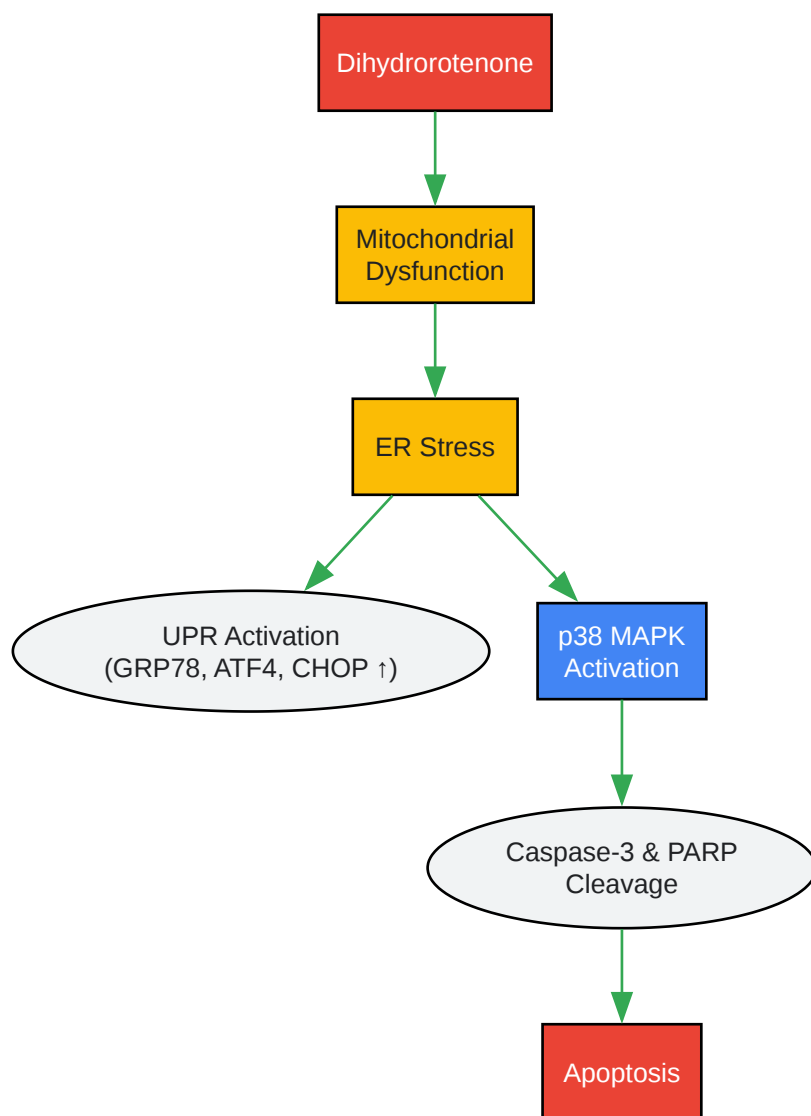 Dihydrorotenone
Mitochondrial
Dysfunction
ER Stress
UPR Activation
(GRP78, ATF4, CHOP ↑)
p38 MAPK
Activation
Caspase-3 & PARP
Cleavage
Apoptosis